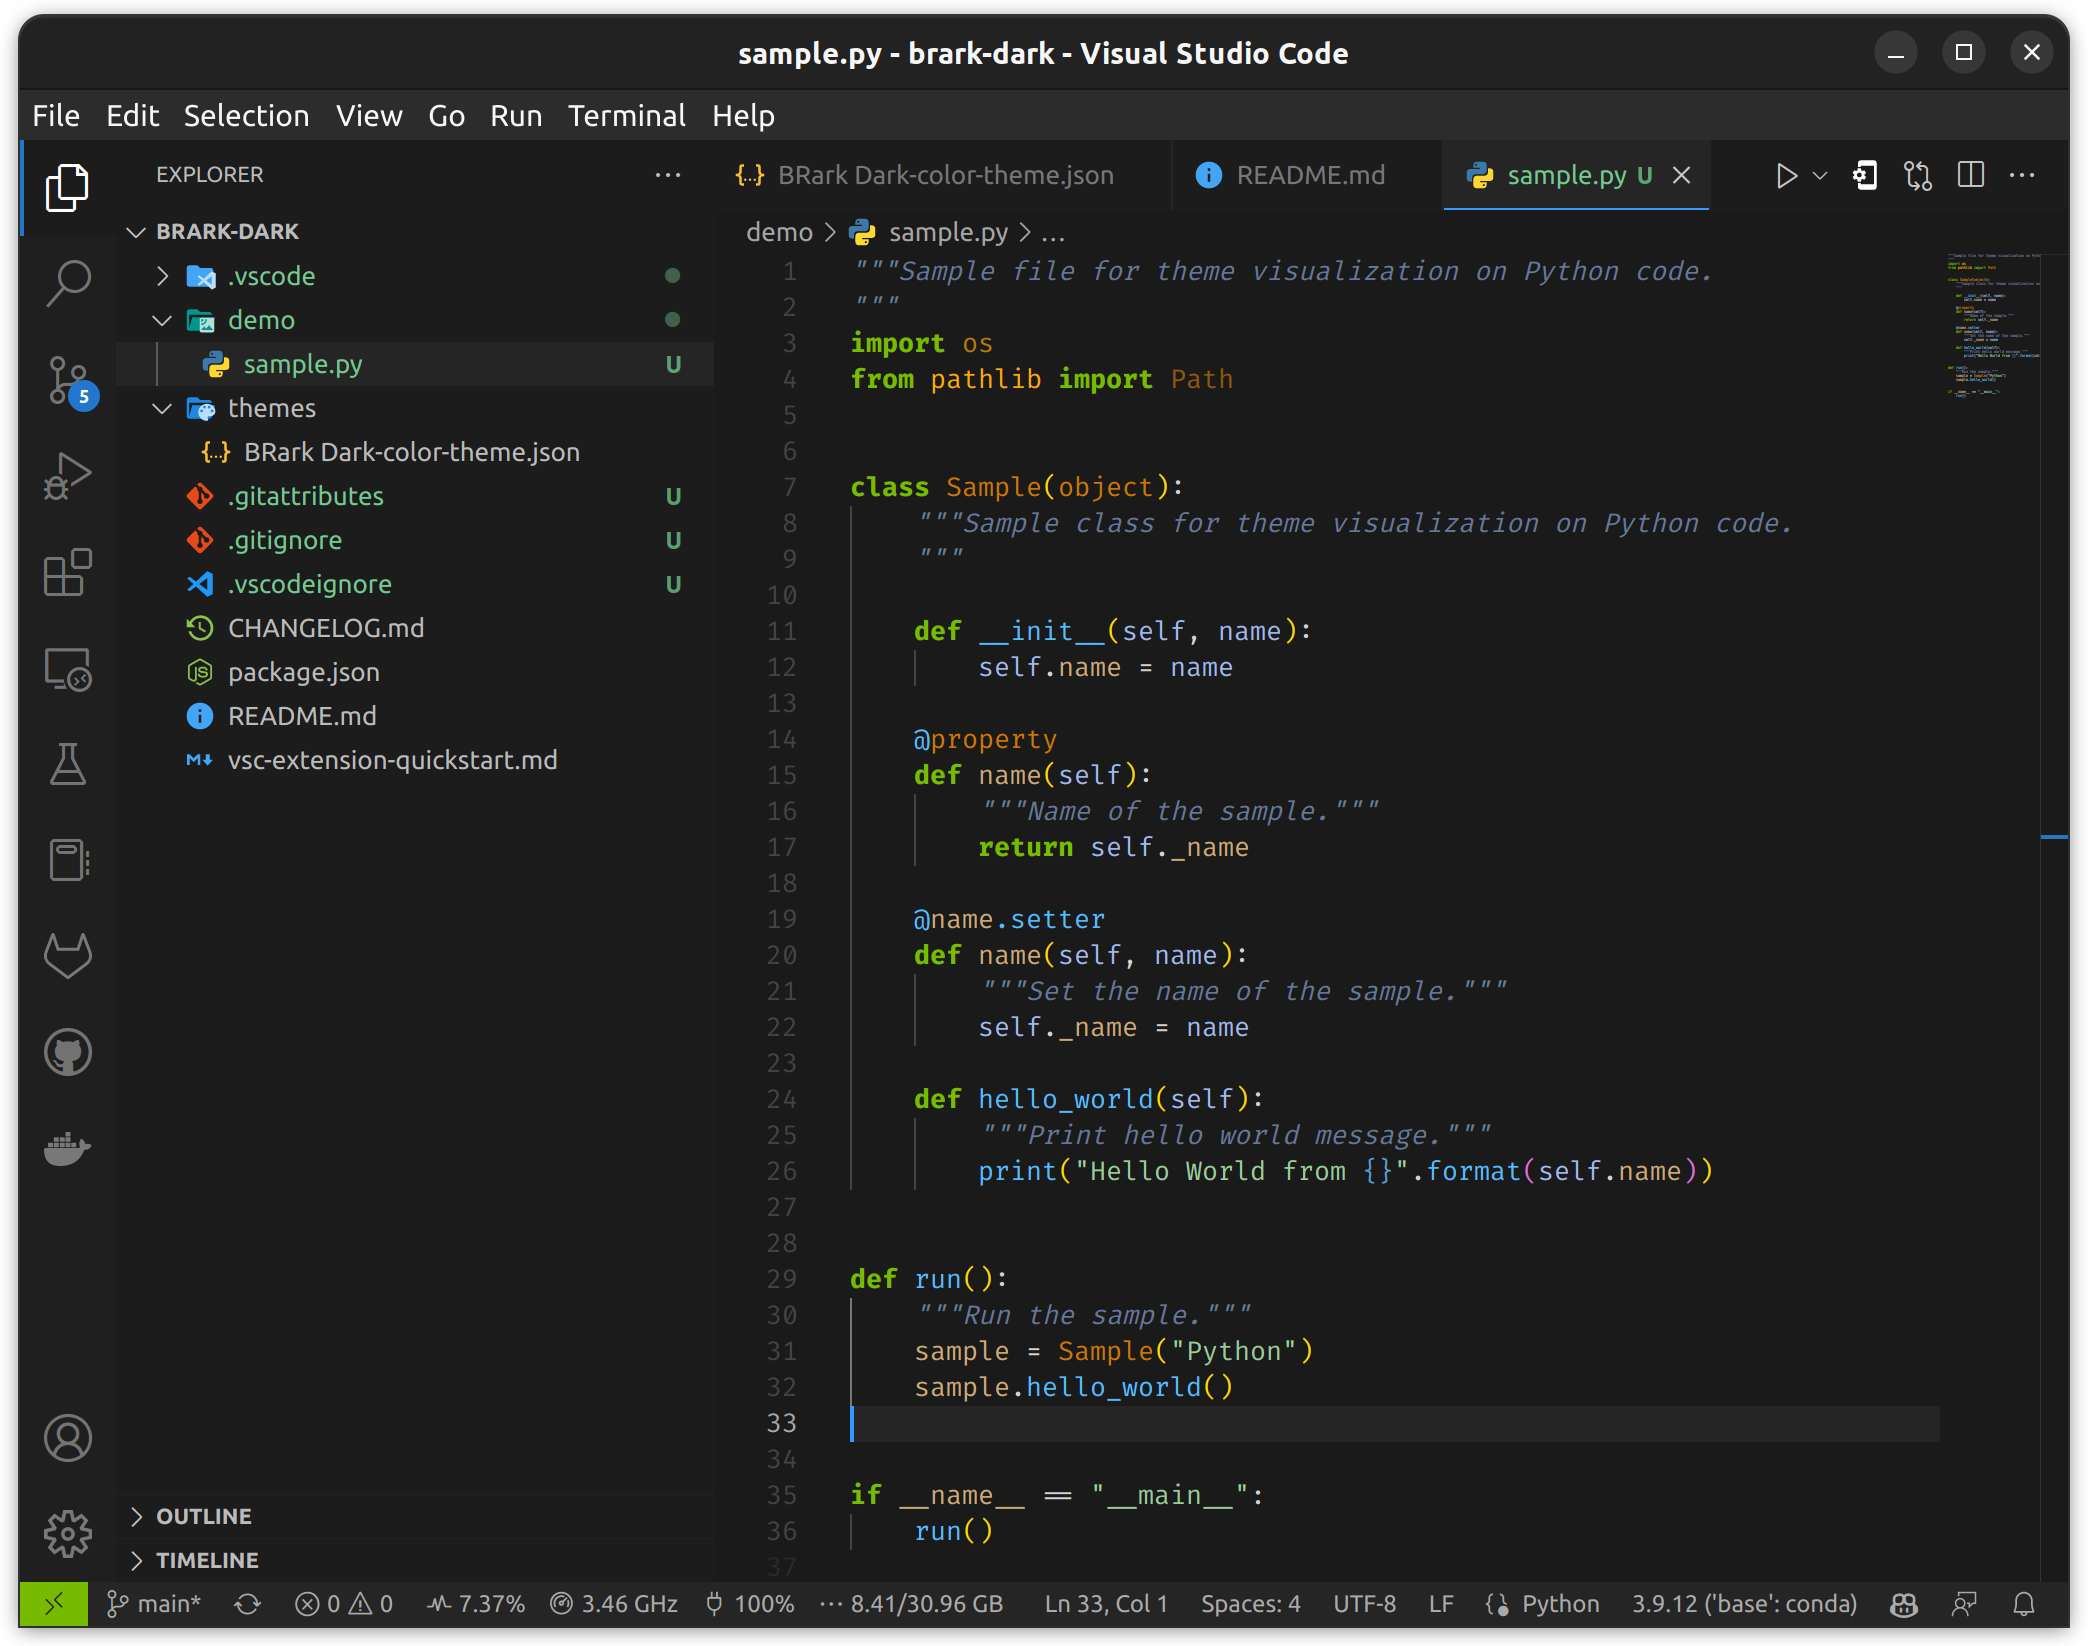 sample.py - brark-dark - Visual Studio Code
File Edit Selection View Go Run Terminal Help
EXPLORER
BRARK-DARK
.vscode
demo
sample.py U
themes
BRark Dark-color-theme.json
.gitattributes U
.gitignore U
.vscodeignore U
CHANGELOG.md
package.json
README.md
vsc-extension-quickstart.md
OUTLINE
TIMELINE
5
BRark Dark-color-theme.json README.md sample.py U
demo > sample.py > ...
1 """Sample file for theme visualization on Python code.
2 """
3 import os
4 from pathlib import Path
5
6
7 class Sample(object):
8 """Sample class for theme visualization on Python code.
9 """
10
11 def __init__(self, name):
12 self.name = name
13
14 @property
15 def name(self):
16 """Name of the sample."""
17 return self._name
18
19 @name.setter
20 def name(self, name):
21 """Set the name of the sample."""
22 self._name = name
23
24 def hello_world(self):
25 """Print hello world message."""
26 print("Hello World from {}".format(self.name))
27
28
29 def run():
30 """Run the sample."""
31 sample = Sample("Python")
32 sample.hello_world()
33
34
35 if __name__ == "__main__":
36 run()
37
main* 0 0 7.37% 3.46 GHz 100% ... 8.41/30.96 GB Ln 33, Col 1 Spaces: 4 UTF-8 LF Python 3.9.12 ('base': conda)